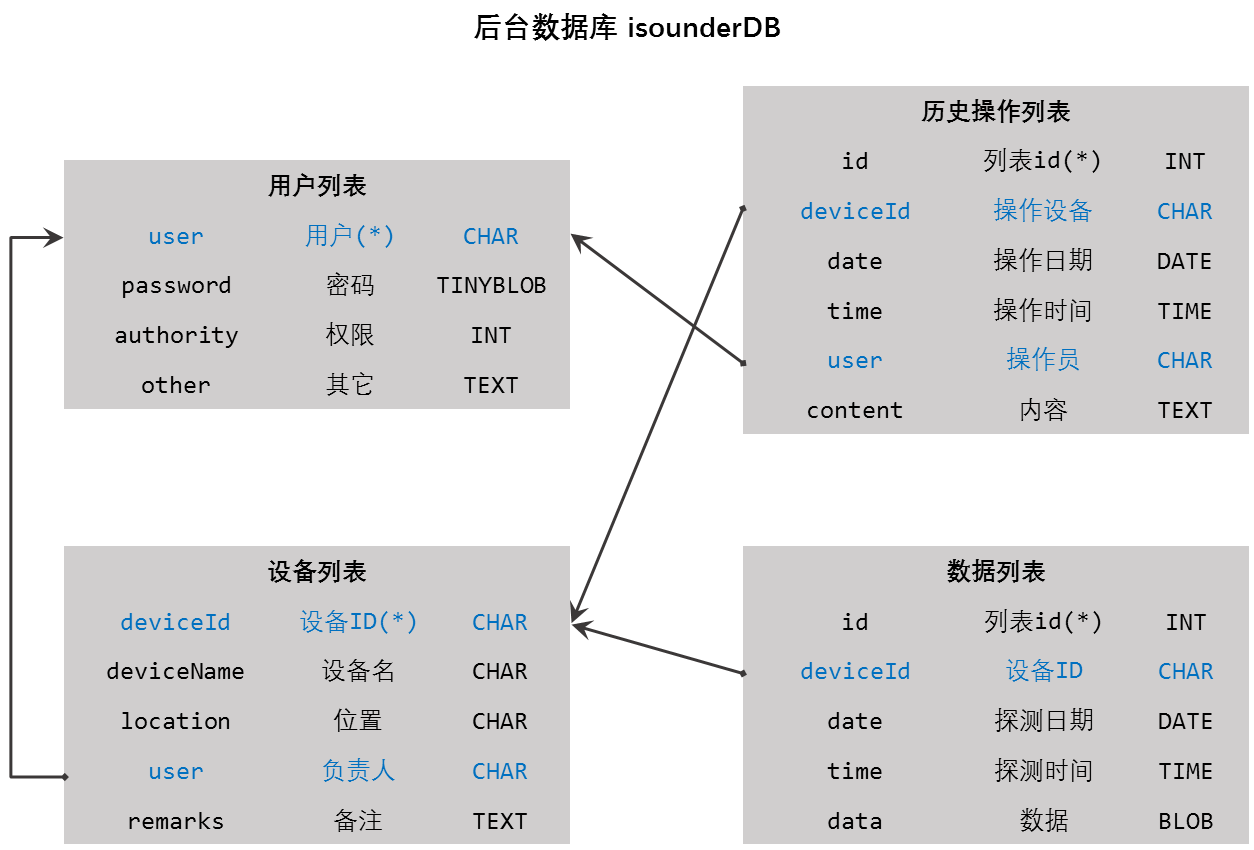 后台数据库 isounderDB
用户列表
user 用户(*) CHAR
password 密码 TINYBLOB
authority 权限 INT
other 其它 TEXT
历史操作列表
id 列表id(*) INT
deviceId 操作设备 CHAR
date 操作日期 DATE
time 操作时间 TIME
user 操作员 CHAR
content 内容 TEXT
设备列表
deviceId 设备ID(*) CHAR
deviceName 设备名 CHAR
location 位置 CHAR
user 负责人 CHAR
remarks 备注 TEXT
数据列表
id 列表id(*) INT
deviceId 设备ID CHAR
date 探测日期 DATE
time 探测时间 TIME
data 数据 BLOB